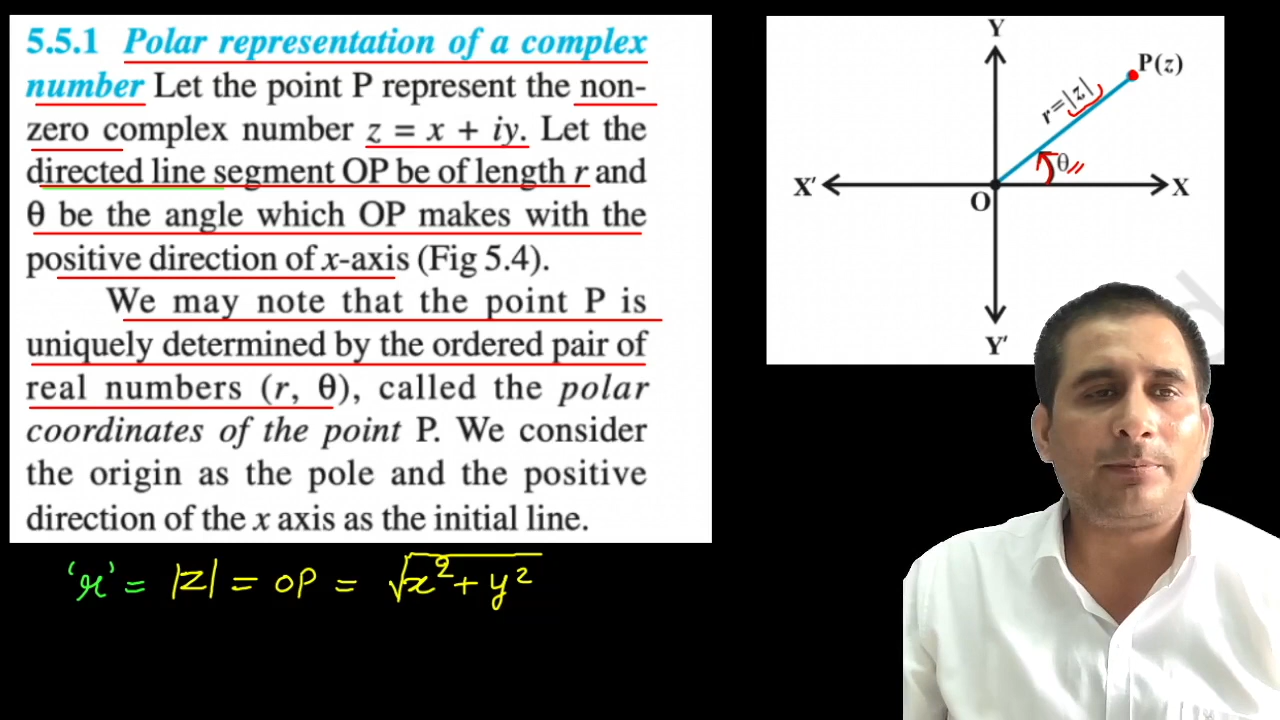 5.5.1 Polar representation of a complex
number Let the point P represent the non-
zero complex number z = x + iy. Let the
directed line segment OP be of length r and
θ be the angle which OP makes with the
positive direction of x-axis (Fig 5.4).
We may note that the point P is
uniquely determined by the ordered pair of
real numbers (r, θ), called the polar
coordinates of the point P. We consider
the origin as the pole and the positive
direction of the x axis as the initial line.
'r' = |z| = OP = √x²+y²
Y
P(z)
r=|z|
θ
X′
X
O
Y′